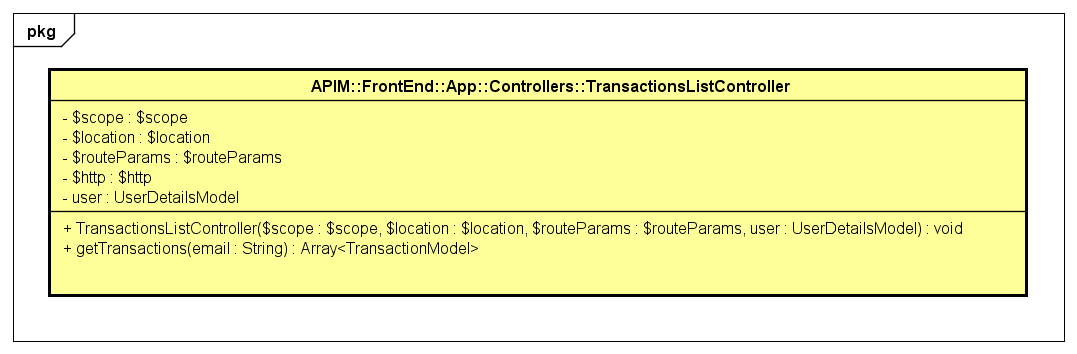 pkg
APIM::FrontEnd::App::Controllers::TransactionsListController
- $scope : $scope
- $location : $location
- $routeParams : $routeParams
- $http : $http
- user : UserDetailsModel
+ TransactionsListController($scope : $scope, $location : $location, $routeParams : $routeParams, user : UserDetailsModel) : void
+ getTransactions(email : String) : Array<TransactionModel>